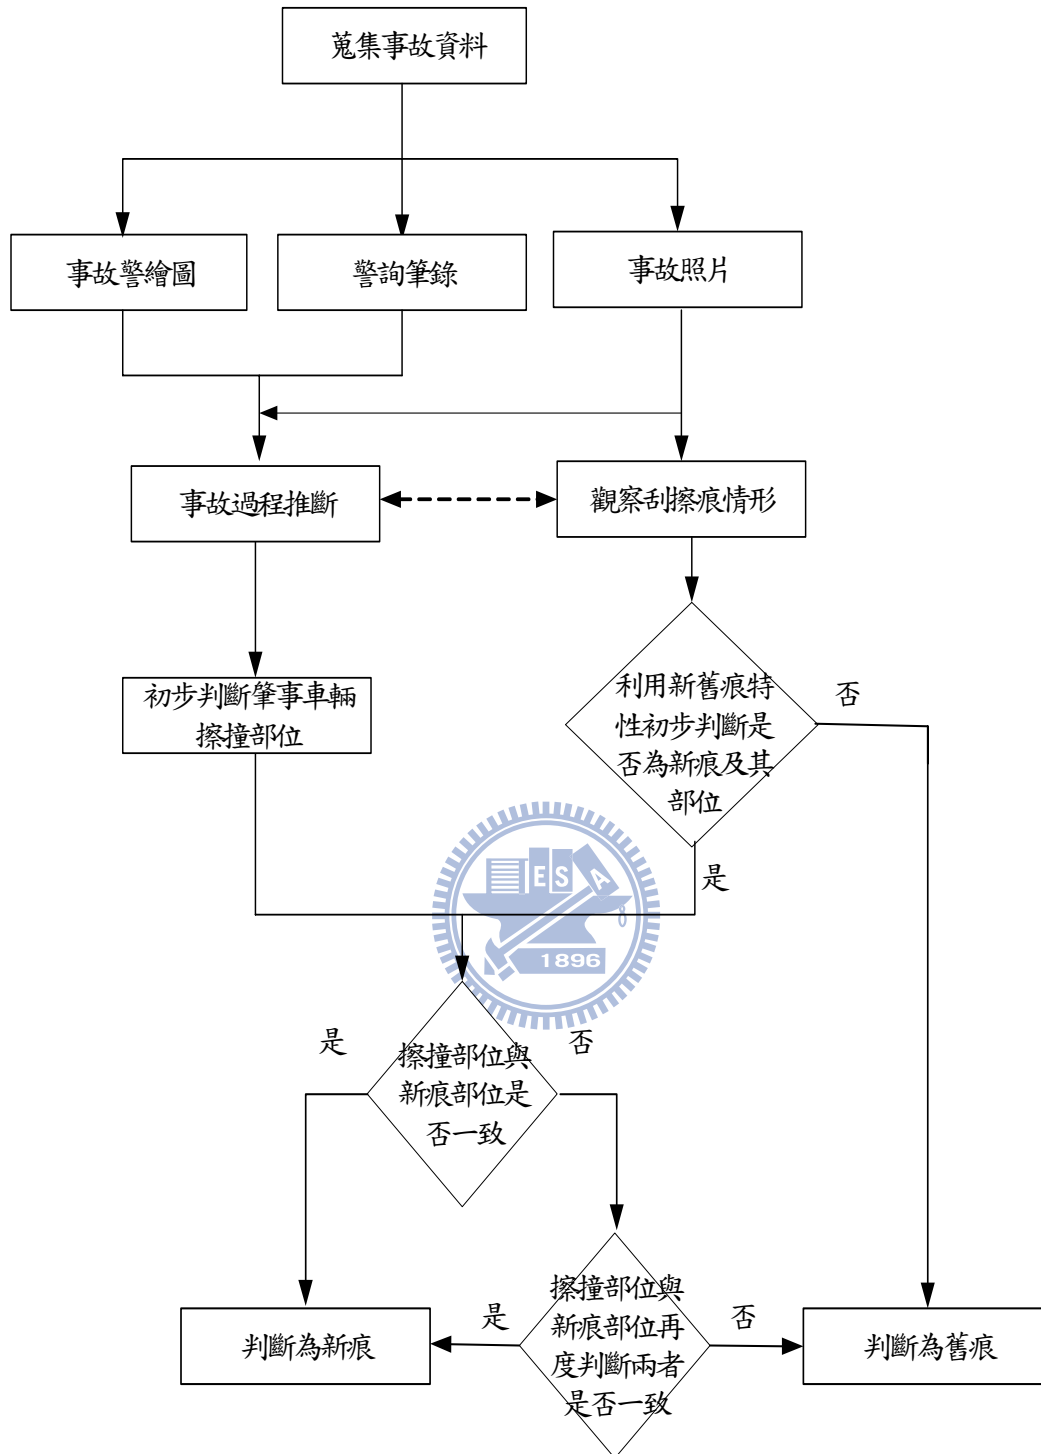 蒐集事故資料
事故警繪圖
警詢筆錄
事故照片
事故過程推斷
觀察刮擦痕情形
初步判斷肇事車輛
擦撞部位
利用新舊痕特
性初步判斷是
否為新痕及其
部位
否
是
E S A
1896
擦撞部位與
新痕部位是
否一致
是
否
擦撞部位與
新痕部位再
度判斷兩者
是否一致
是
否
判斷為新痕
判斷為舊痕